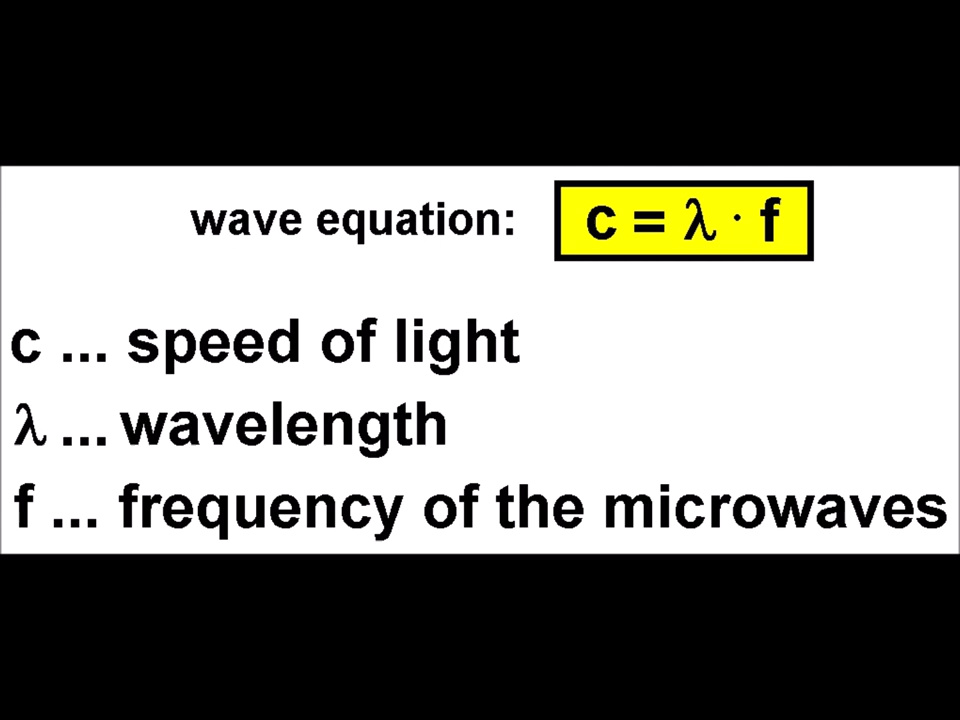 wave equation: c = λ · f
c ... speed of light
λ ... wavelength
f ... frequency of the microwaves